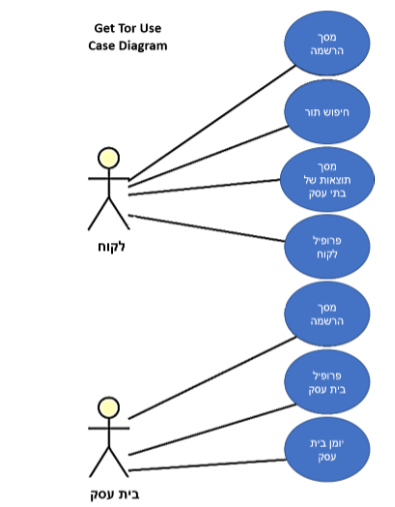 Get Tor Use
Case Diagram
מסך
הרשמה
חיפוש תור
מסך
תוצאות של
בתי עסק
פרופיל
לקוח
לקוח
מסך
הרשמה
פרופיל
בית עסק
יומן בית
עסק
בית עסק